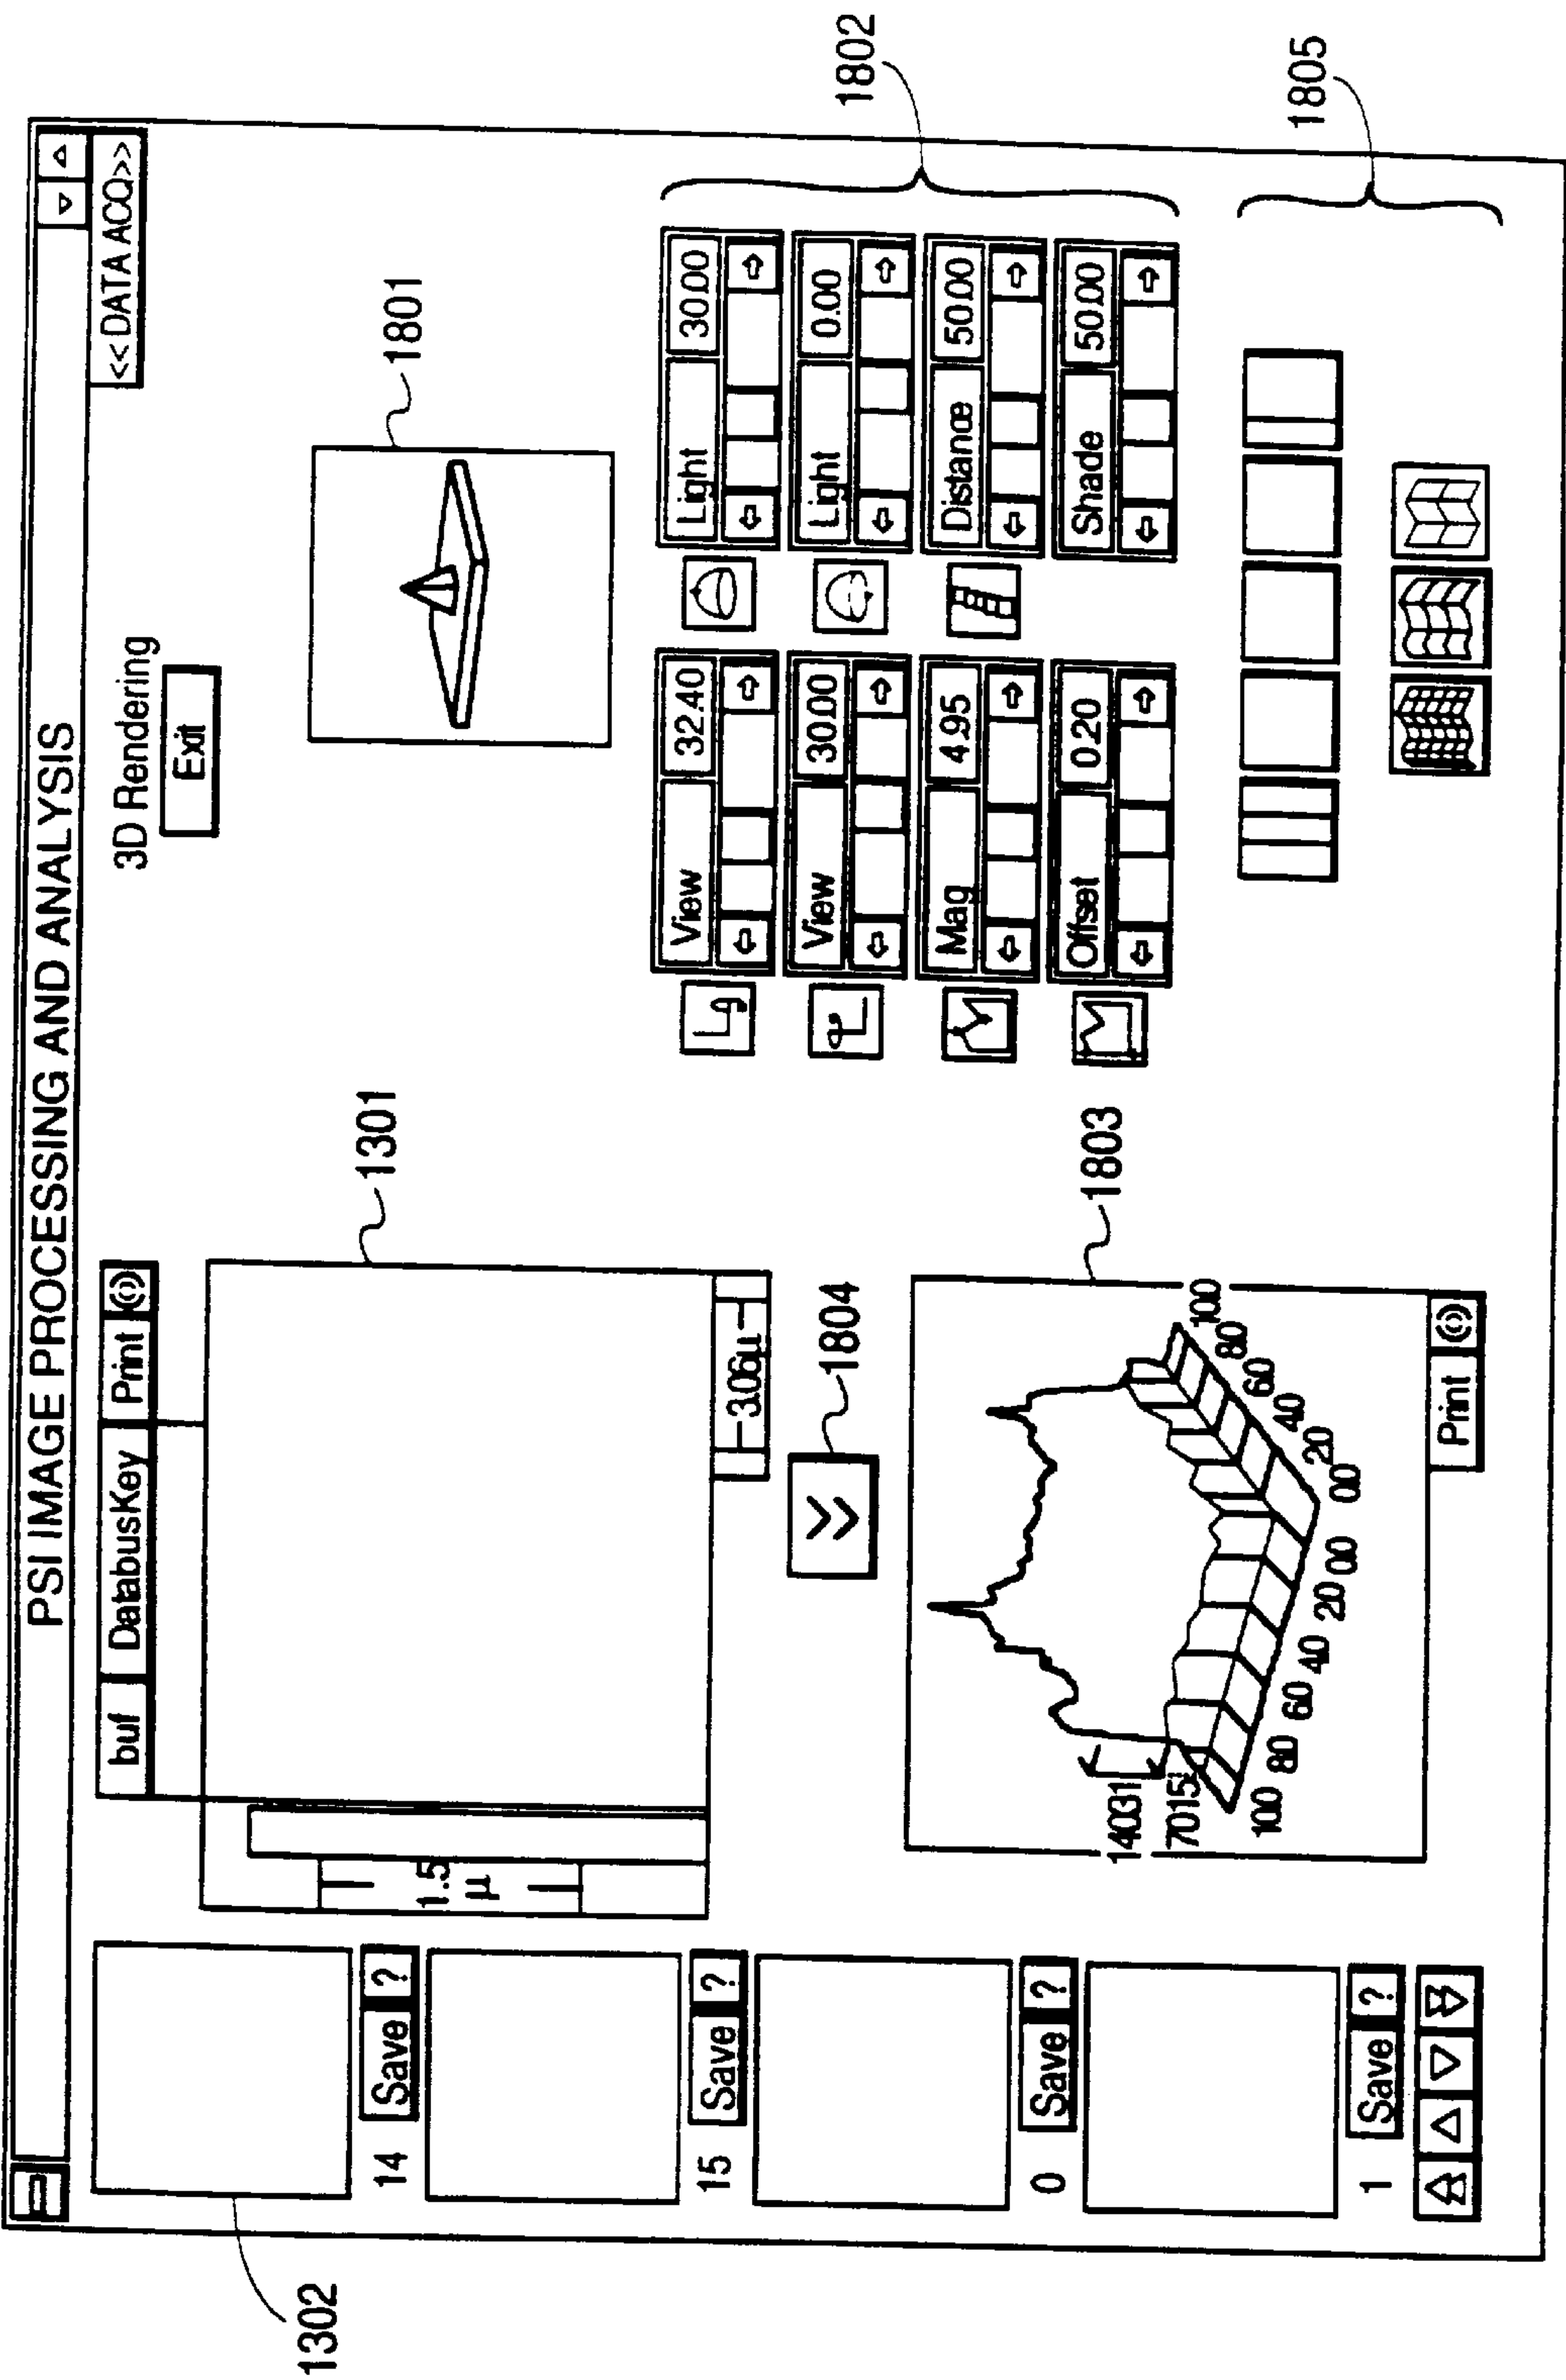 PSI IMAGE PROCESSING AND ANALYSIS
<< DATA ACQ>>
1302
14 Save ?
15 Save ?
0 Save ?
1 Save ?
buf DatabusKey Print
1.5
μ
1301
3.06μ
1804
1803
14031
7015
100 80 60 40 20 00
00 20 40 60 80 100
Print
3D Rendering
Exit
1801
View 32.40
Light 30.00
View 30.00
Light 0.00
Mag 4.95
Distance 50.00
Offset 0.20
Shade 50.00
1802
1805